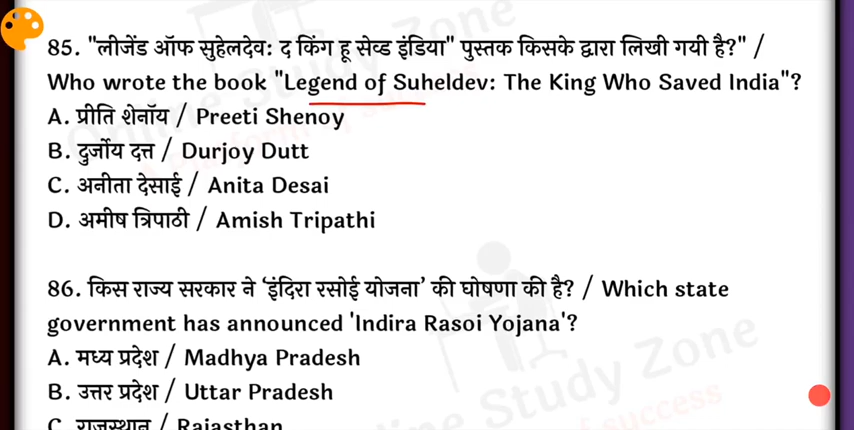 85. "लीजेंड ऑफ सुहेलदेव: द किंग हू सेव्ड इंडिया" पुस्तक किसके द्वारा लिखी गयी है?" /
Who wrote the book "Legend of Suheldev: The King Who Saved India"?
A. प्रीति शेनॉय / Preeti Shenoy
B. दुर्जोय दत्त / Durjoy Dutt
C. अनीता देसाई / Anita Desai
D. अमीष त्रिपाठी / Amish Tripathi
86. किस राज्य सरकार ने ‘इंदिरा रसोई योजना’ की घोषणा की है? / Which state
government has announced 'Indira Rasoi Yojana'?
A. मध्य प्रदेश / Madhya Pradesh
B. उत्तर प्रदेश / Uttar Pradesh
C. राजस्थान / Rajasthan